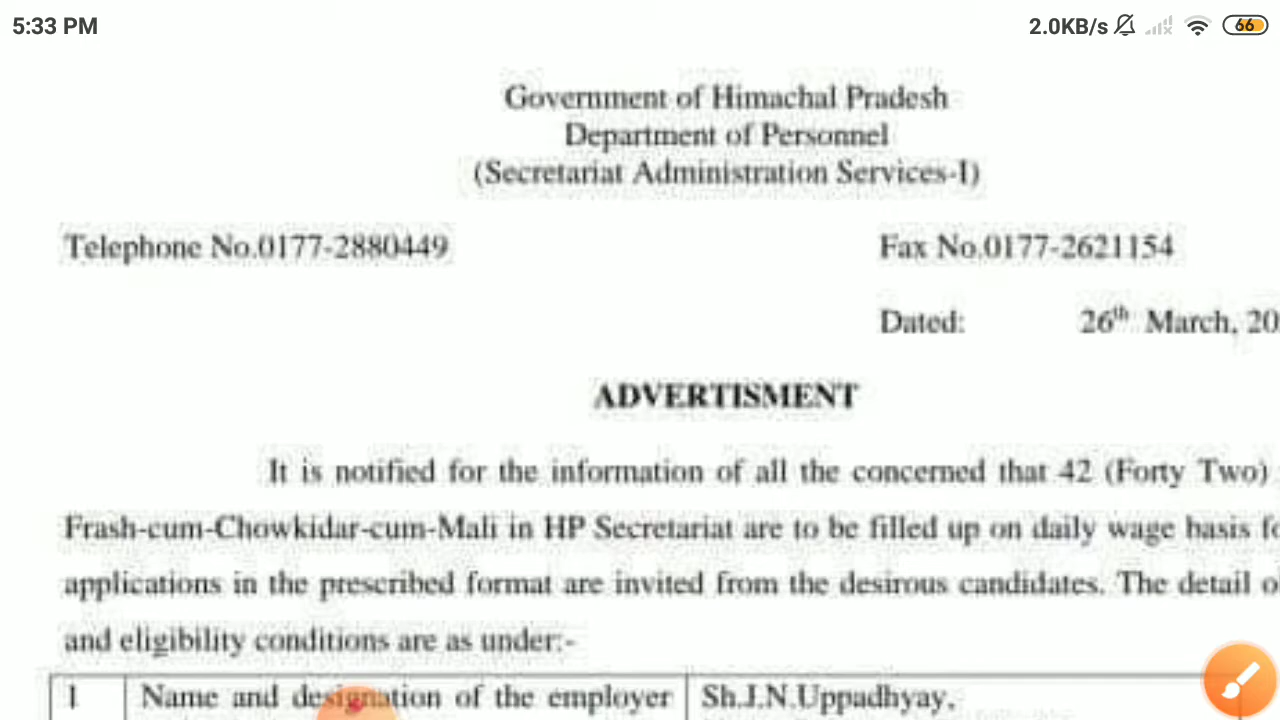 5:33 PM
2.0KB/s
66
Government of Himachal Pradesh
Department of Personnel
(Secretariat Administration Services-I)
Telephone No.0177-2880449
Fax No.0177-2621154
Dated: 26th March, 20
ADVERTISMENT
It is notified for the information of all the concerned that 42 (Forty Two)
Frash-cum-Chowkidar-cum-Mali in HP Secretariat are to be filled up on daily wage basis
applications in the prescribed format are invited from the desirous candidates. The detail
and eligibility conditions are as under:-
1 Name and designation of the employer Sh.J.N.Uppadhyay,